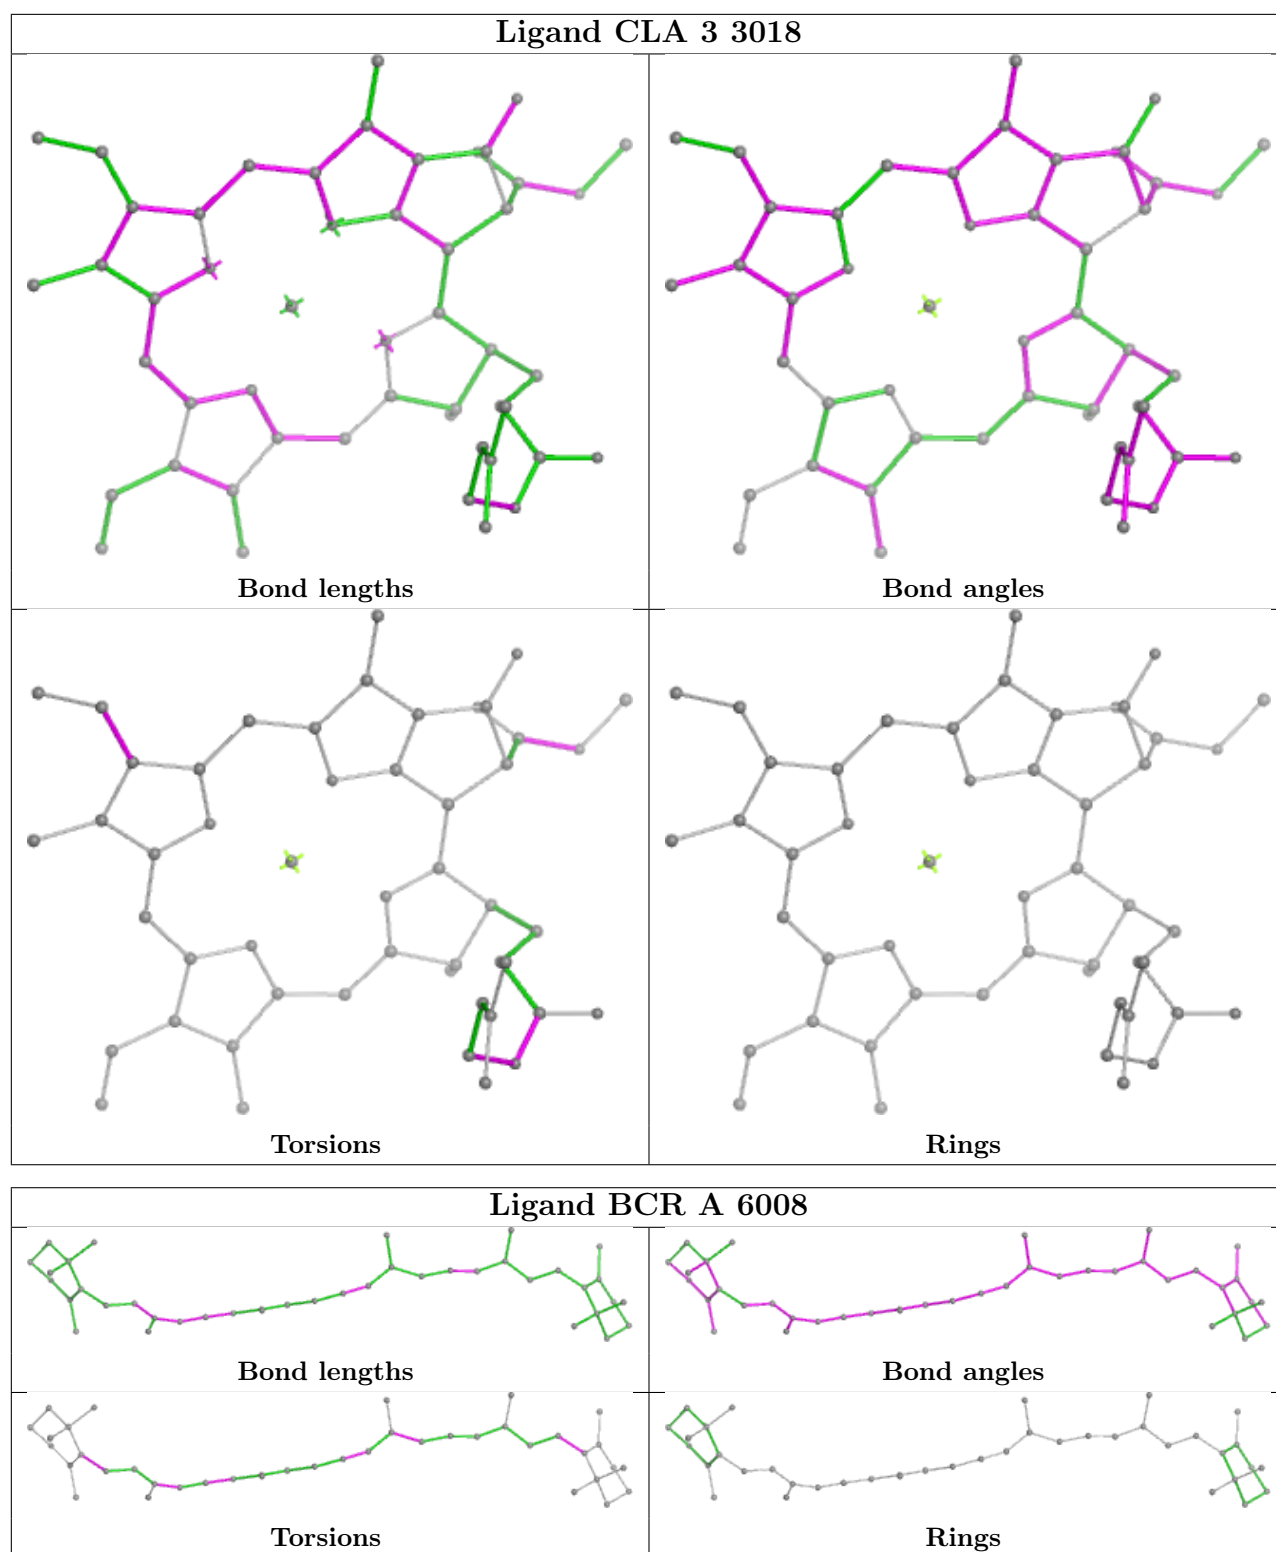 Ligand CLA 3 3018
Bond lengths
Bond angles
Torsions
Rings
Ligand BCR A 6008
Bond lengths
Bond angles
Torsions
Rings